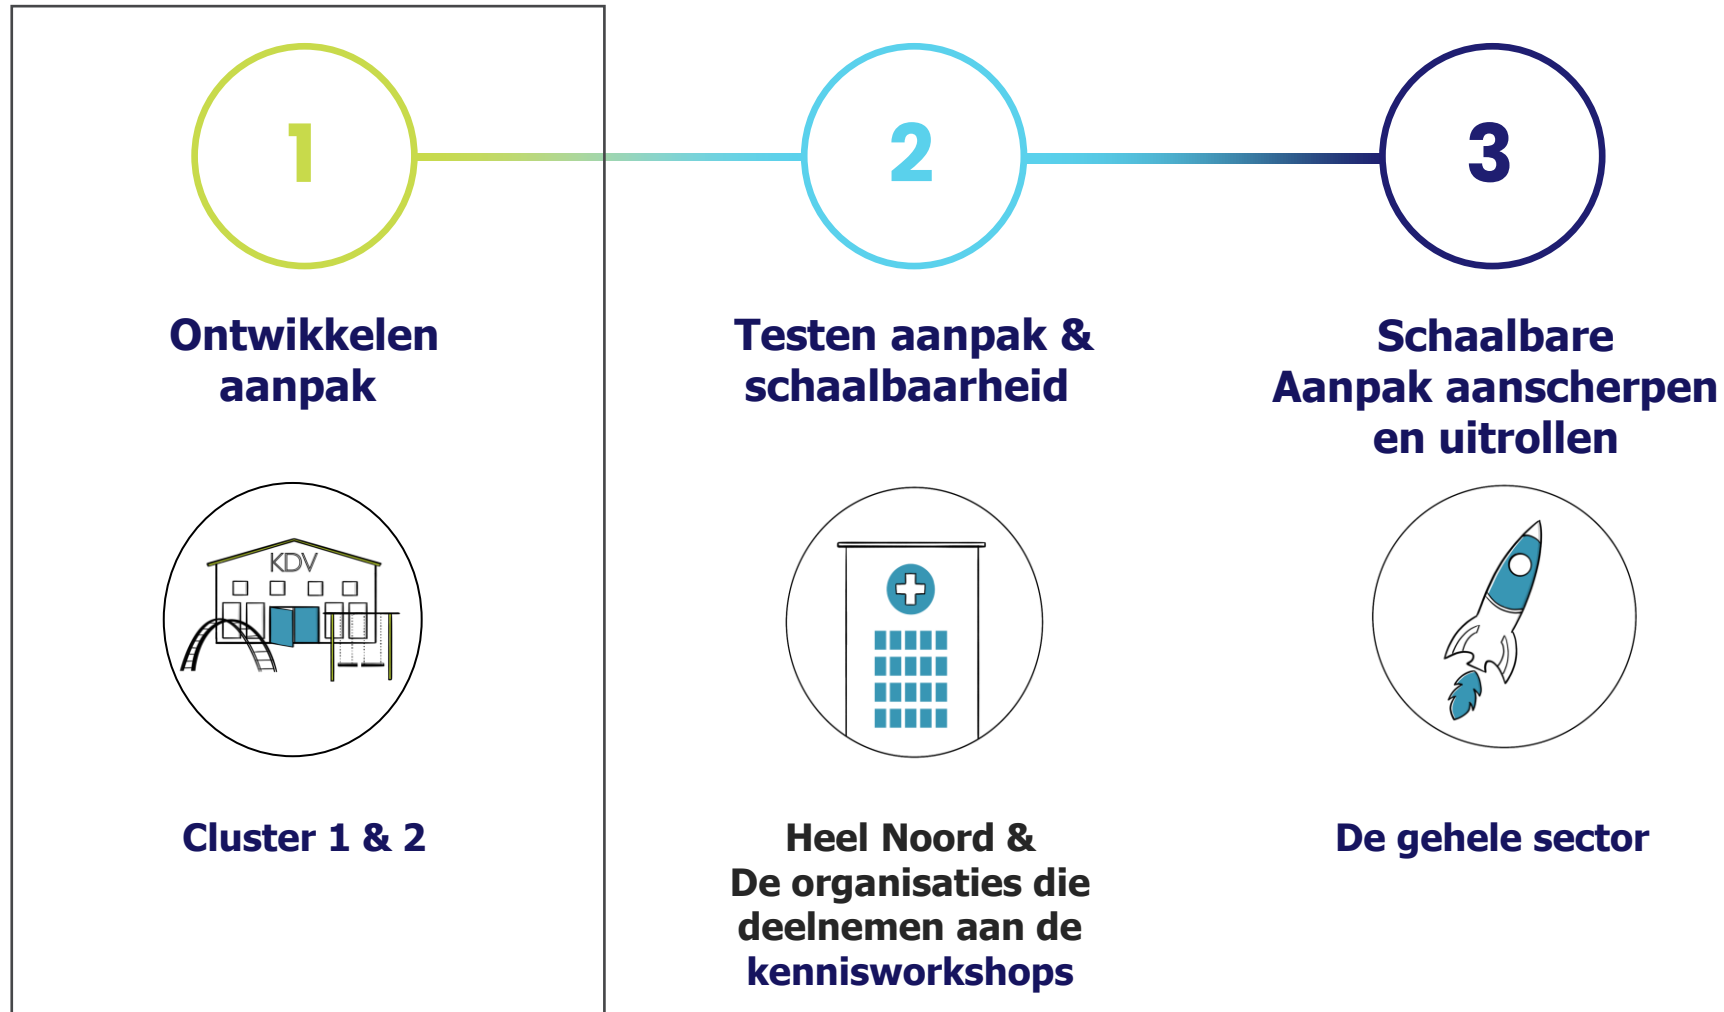 1
Ontwikkelen
aanpak
KDV
Cluster 1 & 2
2
Testen aanpak &
schaalbaarheid
Heel Noord &
De organisaties die
deelnemen aan de
kennisworkshops
3
Schaalbare
Aanpak aanscherpen
en uitrollen
De gehele sector